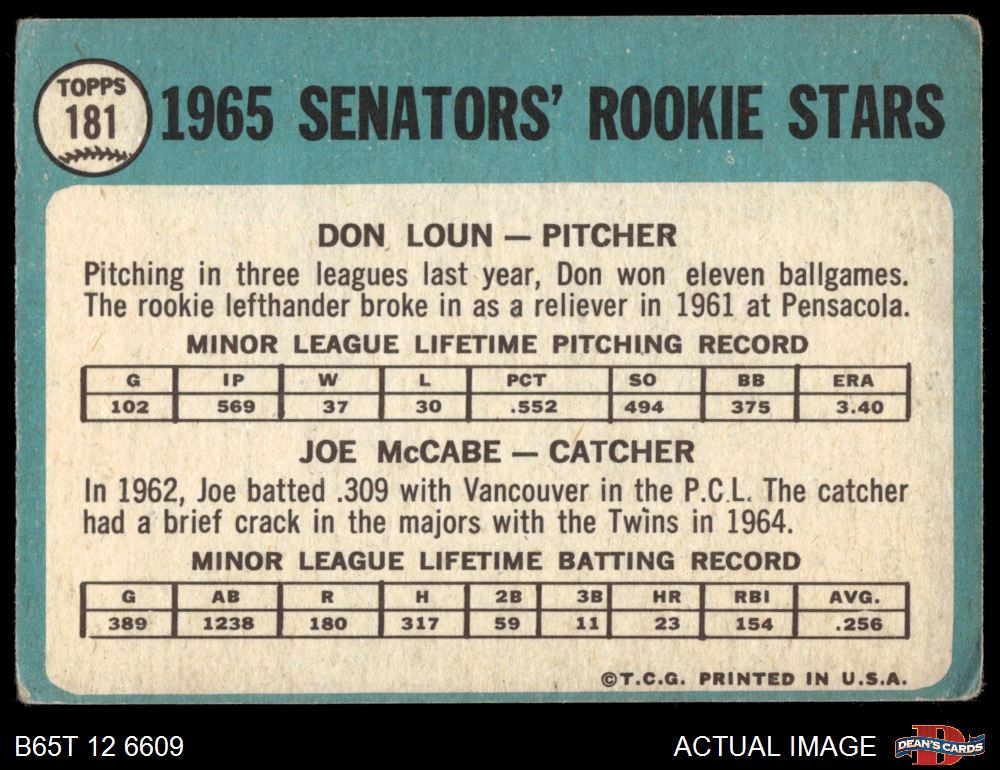 TOPPS
181
1965 SENATORS' ROOKIE STARS
DON LOUN — PITCHER
Pitching in three leagues last year, Don won eleven ballgames.
The rookie lefthander broke in as a reliever in 1961 at Pensacola.
MINOR LEAGUE LIFETIME PITCHING RECORD
G IP W L PCT SO BB ERA
102 569 37 30 .552 494 375 3.40
JOE McCABE — CATCHER
In 1962, Joe batted .309 with Vancouver in the P.C.L. The catcher
had a brief crack in the majors with the Twins in 1964.
MINOR LEAGUE LIFETIME BATTING RECORD
G AB R H 2B 3B HR RBI AVG.
389 1238 180 317 59 11 23 154 .256
©T.C.G. PRINTED IN U.S.A.
B65T 12 6609
ACTUAL IMAGE
DEAN'S CARDS